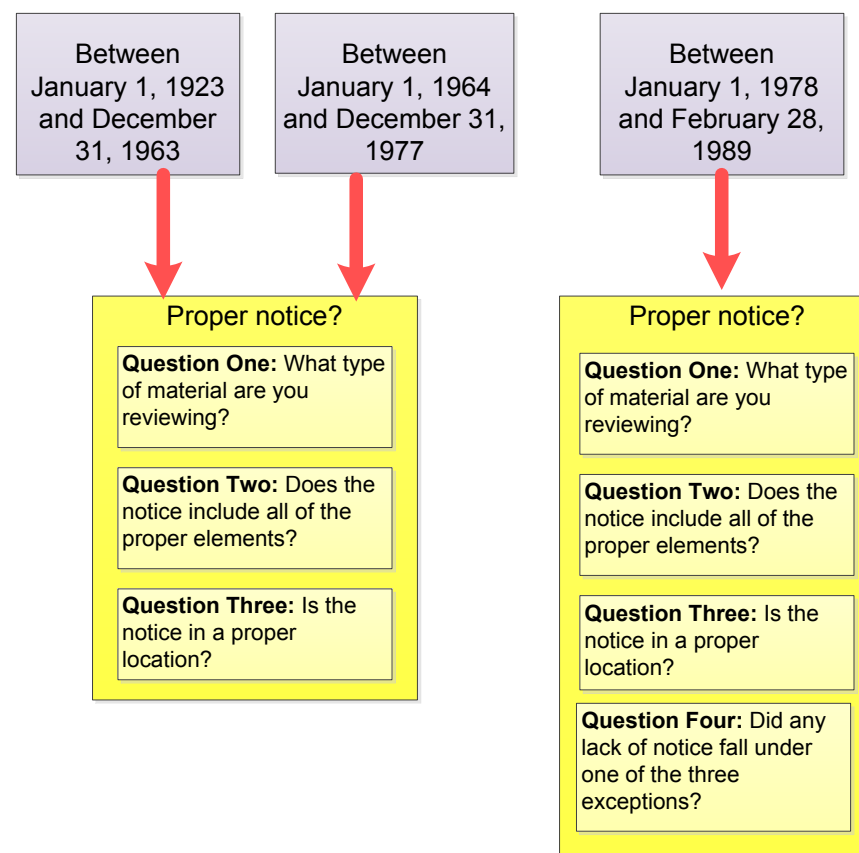 Between
January 1, 1923
and December
31, 1963
Between
January 1, 1964
and December 31,
1977
Between
January 1, 1978
and February 28,
1989
Proper notice?
Question One: What type
of material are you
reviewing?
Question Two: Does the
notice include all of the
proper elements?
Question Three: Is the
notice in a proper
location?
Proper notice?
Question One: What type
of material are you
reviewing?
Question Two: Does the
notice include all of the
proper elements?
Question Three: Is the
notice in a proper
location?
Question Four: Did any
lack of notice fall under
one of the three
exceptions?